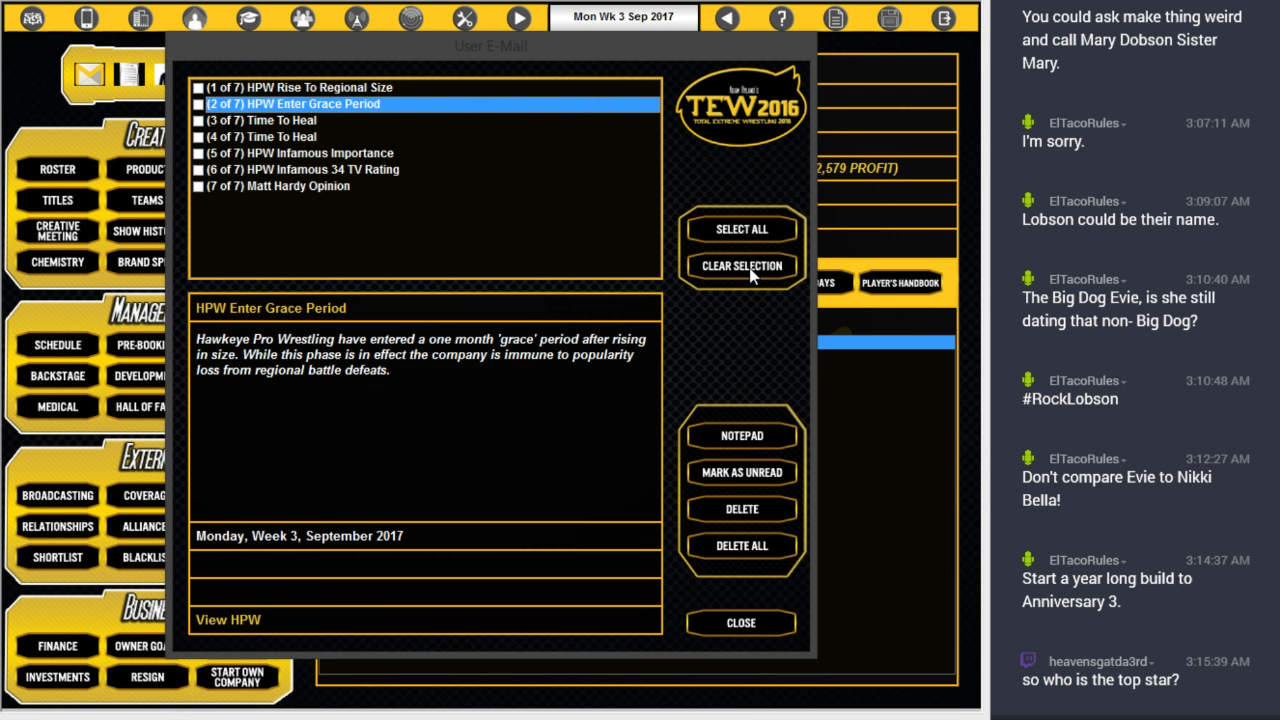 Mon Wk 3 Sep 2017
User E-Mail
(1 of 7) HPW Rise To Regional Size
(2 of 7) HPW Enter Grace Period
(3 of 7) Time To Heal
(4 of 7) Time To Heal
(5 of 7) HPW Infamous Importance
(6 of 7) HPW Infamous 34 TV Rating
(7 of 7) Matt Hardy Opinion
TEW2016
TOTAL EXTREME WRESTLING 2016
SELECT ALL
CLEAR SELECTION
HPW Enter Grace Period
Hawkeye Pro Wrestling have entered a one month 'grace' period after rising
in size. While this phase is in effect the company is immune to popularity
loss from regional battle defeats.
Monday, Week 3, September 2017
View HPW
NOTEPAD
MARK AS UNREAD
DELETE
DELETE ALL
CLOSE
2,579 PROFIT)
AYS
PLAYER'S HANDBOOK
CREAT
ROSTER
PRODUC
TITLES
TEAMS
CREATIVE
MEETING
SHOW HIST
CHEMISTRY
BRAND SP
MANAGE
SCHEDULE
PRE-BOOKI
BACKSTAGE
DEVELOPM
MEDICAL
HALL OF FA
EXTER
BROADCASTING
COVERAG
RELATIONSHIPS
ALLIANC
SHORTLIST
BLACKLIS
BUSINE
FINANCE
OWNER GOA
INVESTMENTS
RESIGN
START OWN
COMPANY
You could ask make thing weird
and call Mary Dobson Sister
Mary.
ElTacoRules 3:07:11 AM
I'm sorry.
ElTacoRules 3:09:07 AM
Lobson could be their name.
ElTacoRules 3:10:40 AM
The Big Dog Evie, is she still
dating that non- Big Dog?
ElTacoRules 3:10:48 AM
#RockLobson
ElTacoRules 3:12:27 AM
Don't compare Evie to Nikki
Bella!
ElTacoRules 3:14:37 AM
Start a year long build to
Anniversary 3.
heavensgatda3rd 3:15:39 AM
so who is the top star?